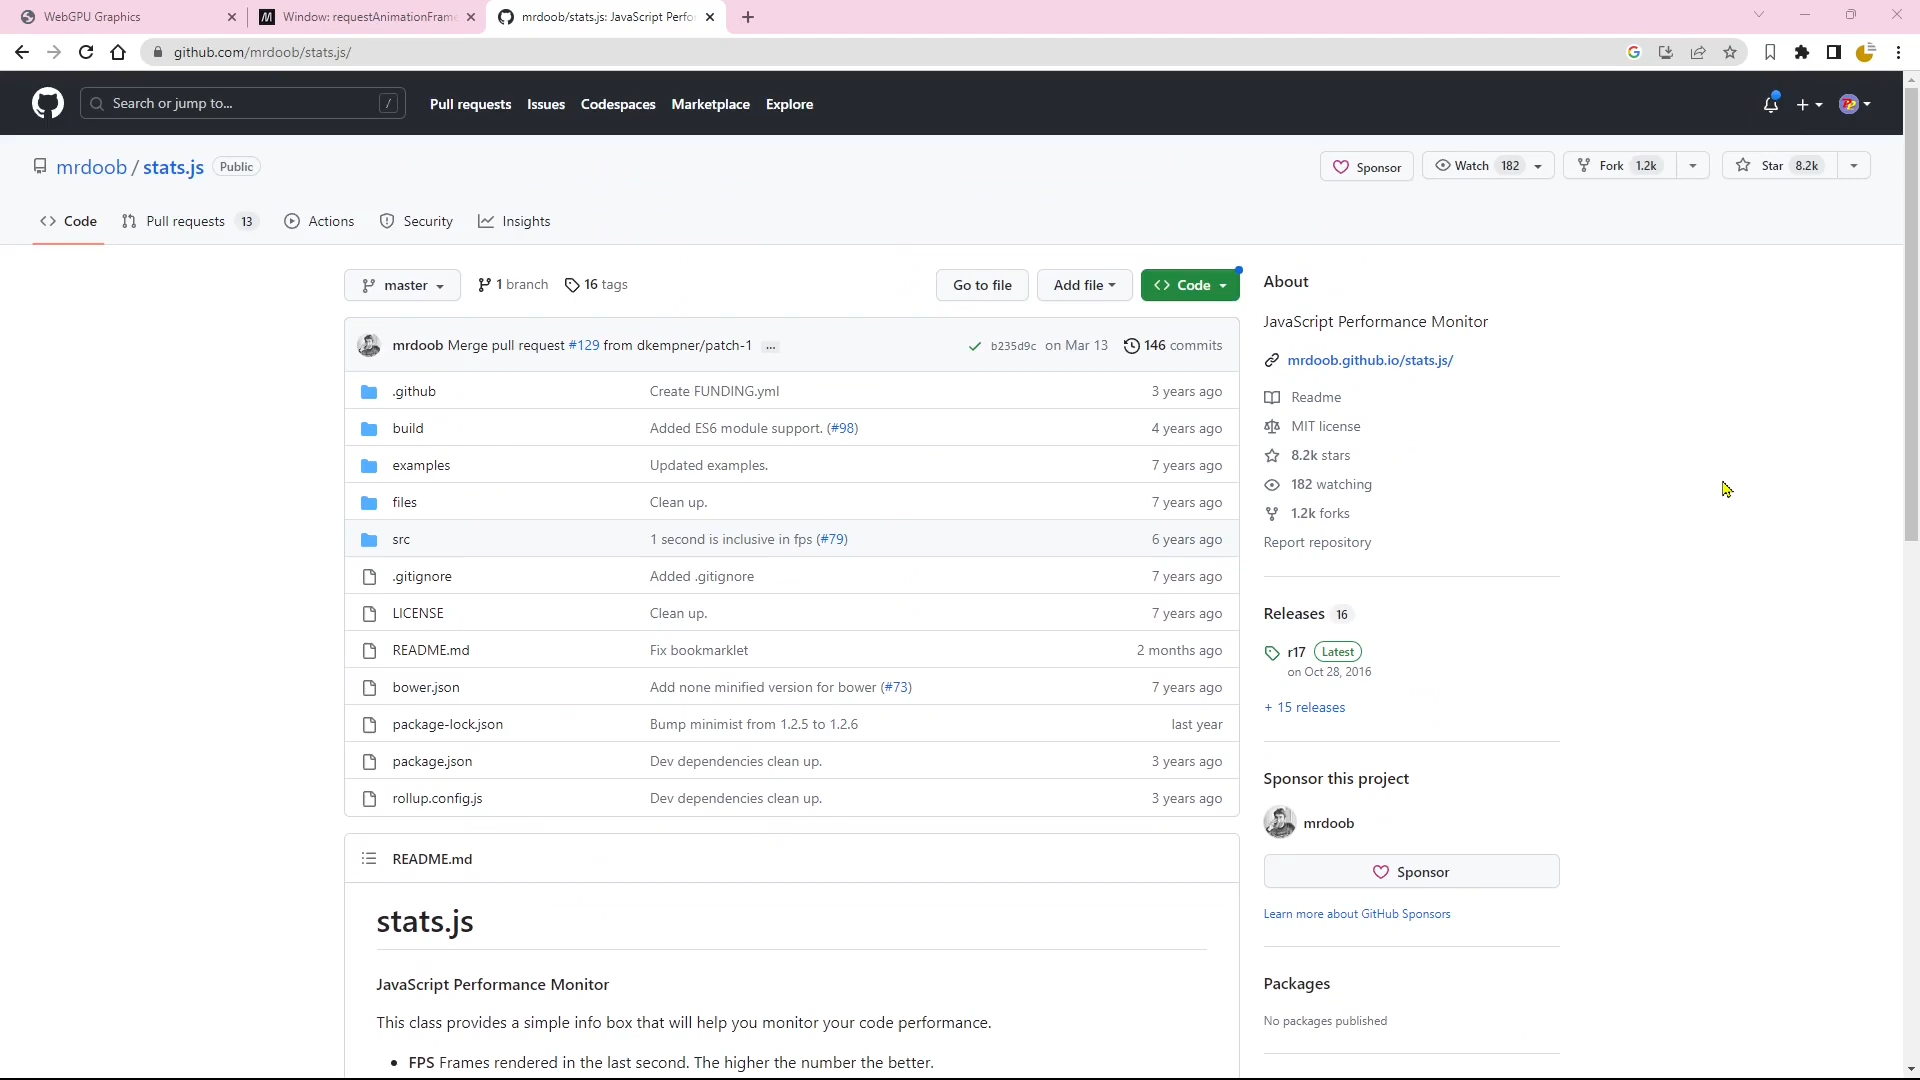 WebGPU Graphics
Window: requestAnimationFrame
mrdoob/stats.js: JavaScript Perfo
github.com/mrdoob/stats.js/
Search or jump to...
/
Pull requests Issues Codespaces Marketplace Explore
mrdoob / stats.js Public
Sponsor
Watch 182
Fork 1.2k
Star 8.2k
Code
Pull requests 13
Actions
Security
Insights
master
1 branch
16 tags
Go to file
Add file
Code
mrdoob Merge pull request #129 from dkempner/patch-1 ...
b235d9c on Mar 13
146 commits
.github Create FUNDING.yml 3 years ago
build Added ES6 module support. (#98) 4 years ago
examples Updated examples. 7 years ago
files Clean up. 7 years ago
src 1 second is inclusive in fps (#79) 6 years ago
.gitignore Added .gitignore 7 years ago
LICENSE Clean up. 7 years ago
README.md Fix bookmarklet 2 months ago
bower.json Add none minified version for bower (#73) 7 years ago
package-lock.json Bump minimist from 1.2.5 to 1.2.6 last year
package.json Dev dependencies clean up. 3 years ago
rollup.config.js Dev dependencies clean up. 3 years ago
README.md
stats.js
JavaScript Performance Monitor
This class provides a simple info box that will help you monitor your code performance.
• FPS Frames rendered in the last second. The higher the number the better.
About
JavaScript Performance Monitor
mrdoob.github.io/stats.js/
Readme
MIT license
8.2k stars
182 watching
1.2k forks
Report repository
Releases 16
r17 Latest
on Oct 28, 2016
+ 15 releases
Sponsor this project
mrdoob
Sponsor
Learn more about GitHub Sponsors
Packages
No packages published